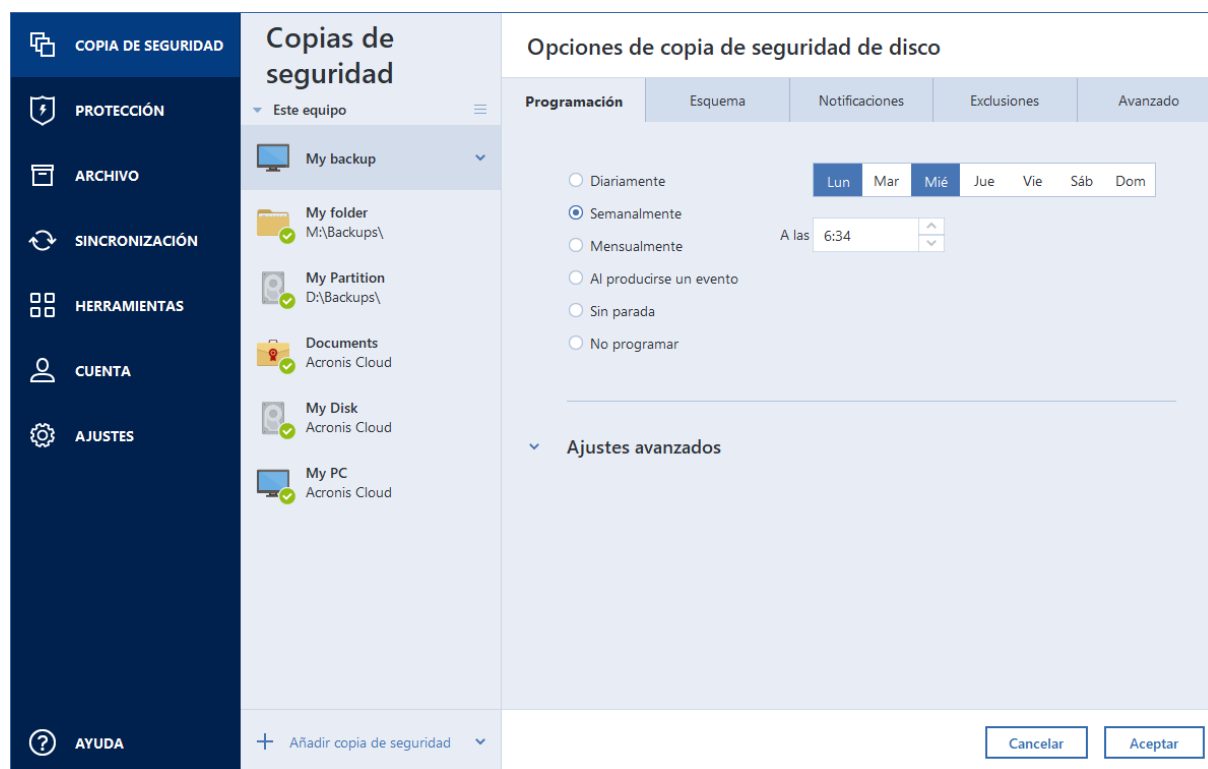 COPIA DE SEGURIDAD
PROTECCIÓN
ARCHIVO
SINCRONIZACIÓN
HERRAMIENTAS
CUENTA
AJUSTES
AYUDA
Copias de
seguridad
Este equipo
My backup
My folder
M:\Backups\
My Partition
D:\Backups\
Documents
Acronis Cloud
My Disk
Acronis Cloud
My PC
Acronis Cloud
Añadir copia de seguridad
Opciones de copia de seguridad de disco
Programación Esquema Notificaciones Exclusiones Avanzado
Diariamente
Semanalmente
Mensualmente
Al producirse un evento
Sin parada
No programar
Lun Mar Mié Jue Vie Sáb Dom
A las 6:34
Ajustes avanzados
Cancelar Aceptar